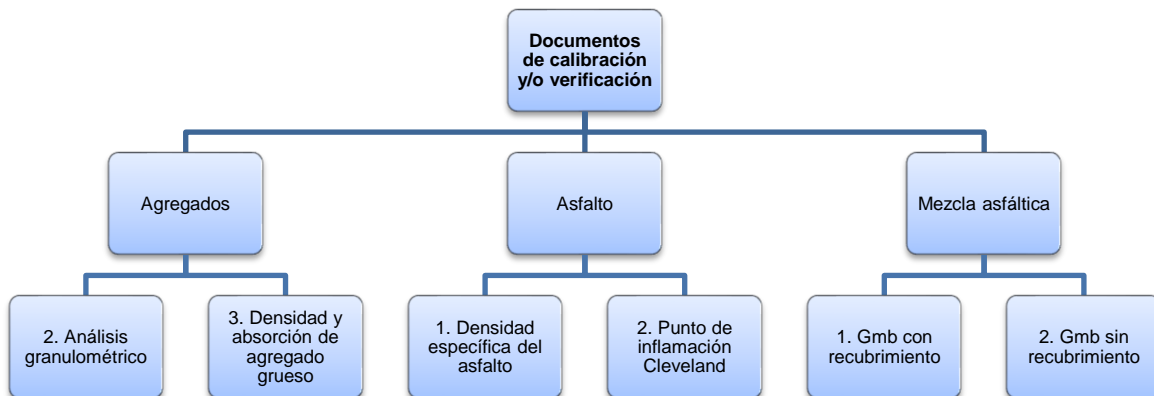 Documentos
de calibración
y/o verificación
Agregados
Asfalto
Mezcla asfáltica
2. Análisis
granulométrico
3. Densidad y
absorción de
agregado
grueso
1. Densidad
específica del
asfalto
2. Punto de
inflamación
Cleveland
1. Gmb con
recubrimiento
2. Gmb sin
recubrimiento